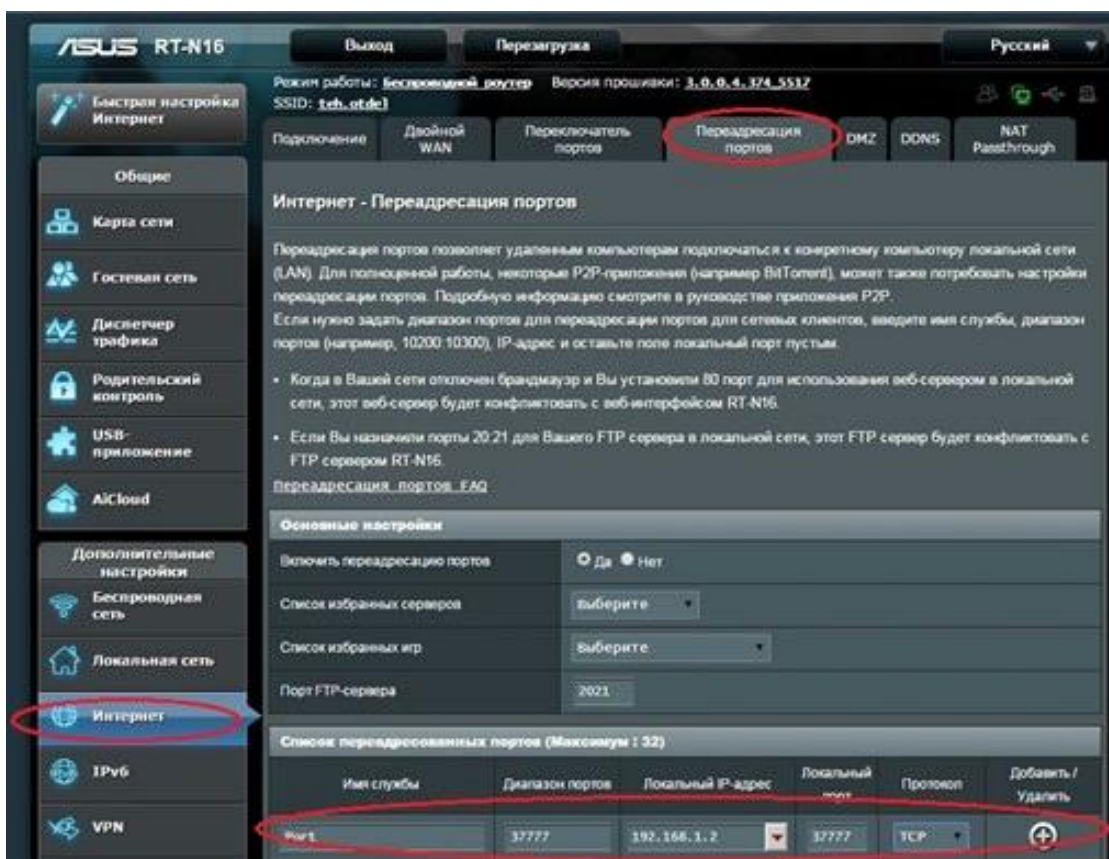 ASUS RT-N16
Выход
Перезагрузка
Русский
Режим работы: Беспроводной роутер Версия прошивки: 3.0.0.4.374_5517
SSID: teh.otdel
Быстрая настройка
Интернет
Общие
Карта сети
Гостевая сеть
Диспетчер
трафика
Родительский
контроль
USB-
приложение
AiCloud
Дополнительные
настройки
Беспроводная
сеть
Локальная сеть
Интернет
IPv6
VPN
Подключение
Двойной
WAN
Переключатель
портов
Переадресация
портов
DMZ
DDNS
NAT
Passthrough
Интернет - Переадресация портов
Переадресация портов позволяет удаленным компьютерам подключаться к конкретному компьютеру локальной сети
(LAN). Для полноценной работы, некоторые P2P-приложения (например BitTorrent), может также потребовать настройки
переадресации портов. Подробную информацию смотрите в руководстве приложения P2P.
Если нужно задать диапазон портов для переадресации портов для сетевых клиентов, введите имя службы, диапазон
портов (например, 10200:10300), IP-адрес и оставьте поле локальный порт пустым.
• Когда в Вашей сети отключен брандмауэр и Вы установили 80 порт для использования веб-сервером в локальной
сети, этот веб-сервер будет конфликтовать с веб-интерфейсом RT-N16.
• Если Вы назначили порты 20:21 для Вашего FTP сервера в локальной сети, этот FTP сервер будет конфликтовать с
FTP сервером RT-N16.
Переадресация портов FAQ
Основные настройки
Включить переадресацию портов
Да Нет
Список избранных серверов
Выберите
Список избранных игр
Выберите
Порт FTP-сервера
2021
Список переадресованных портов (Максимум : 32)
Имя службы
Диапазон портов
Локальный IP-адрес
Локальный
порт
Протокол
Добавить /
Удалить
Port
37777
192.168.1.2
37777
TCP